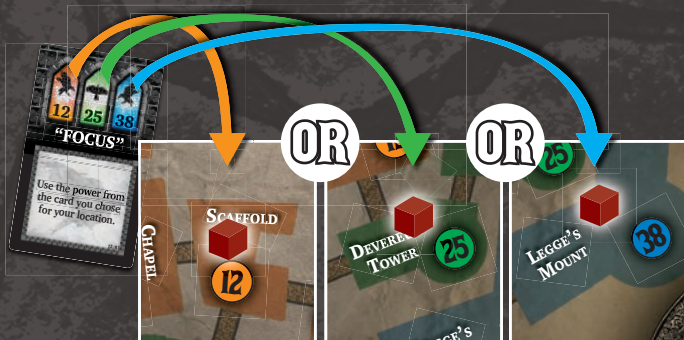 12 25 38
"FOCUS"
Use the power from
the card you chose
for your location.
OR
OR
CHAPEL
SCAFFOLD
12
DEVERE
TOWER
25
25
LEGGE'S
MOUNT
38